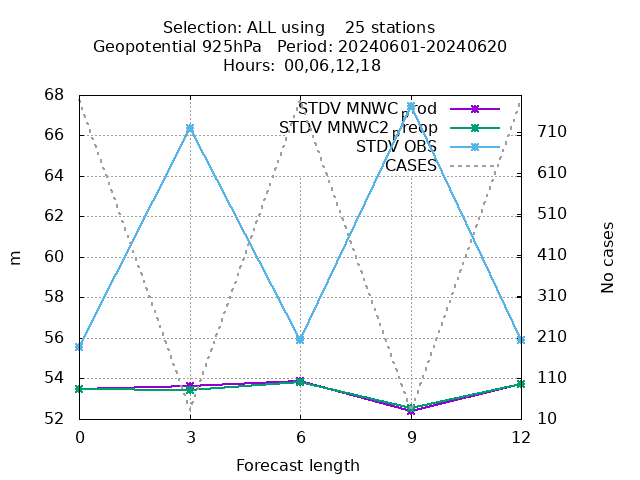 Selection: ALL using 25 stations
Geopotential 925hPa Period: 20240601-20240620
Hours: 00,06,12,18
STDV MNWC_prod
STDV MNWC2_preop
STDV OBS
CASES
68
66
64
62
60
58
56
54
52
710
610
510
410
310
210
110
10
m
No cases
0 3 6 9 12
Forecast length